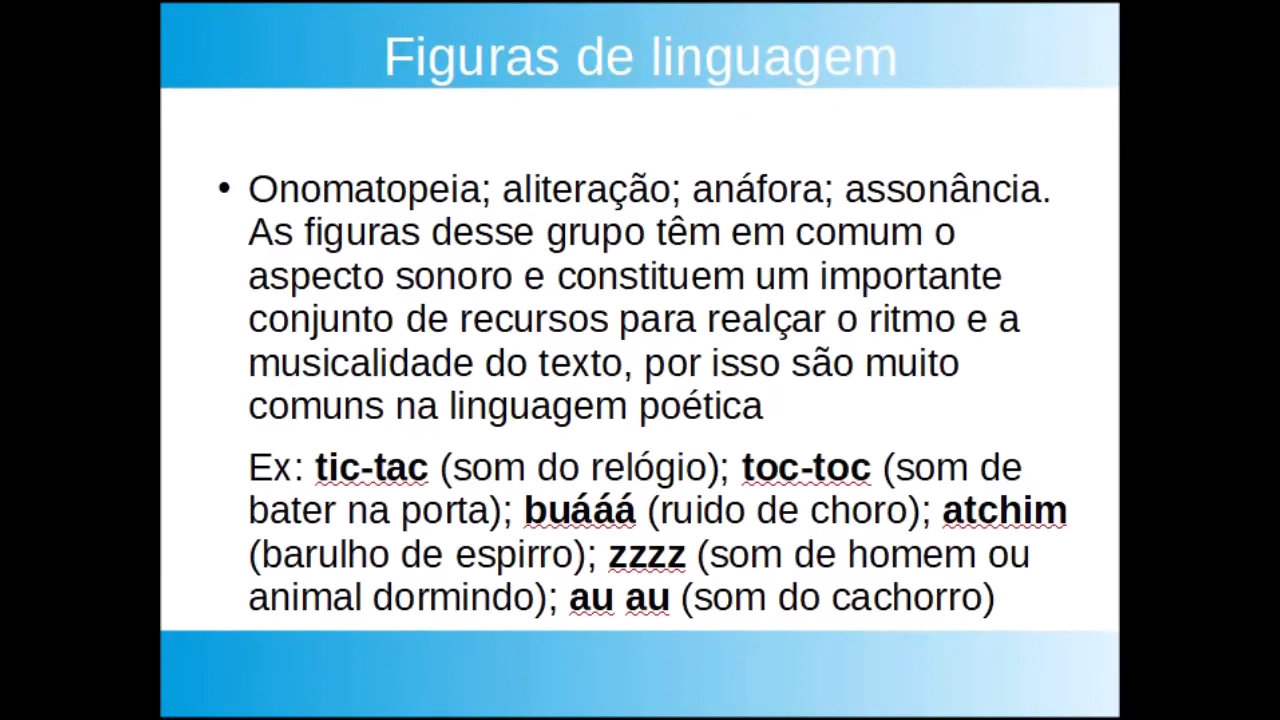 Figuras de linguagem
• Onomatopeia; aliteração; anáfora; assonância.
As figuras desse grupo têm em comum o
aspecto sonoro e constituem um importante
conjunto de recursos para realçar o ritmo e a
musicalidade do texto, por isso são muito
comuns na linguagem poética
Ex: tic-tac (som do relógio); toc-toc (som de
bater na porta); buááá (ruido de choro); atchim
(barulho de espirro); zzzz (som de homem ou
animal dormindo); au au (som do cachorro)